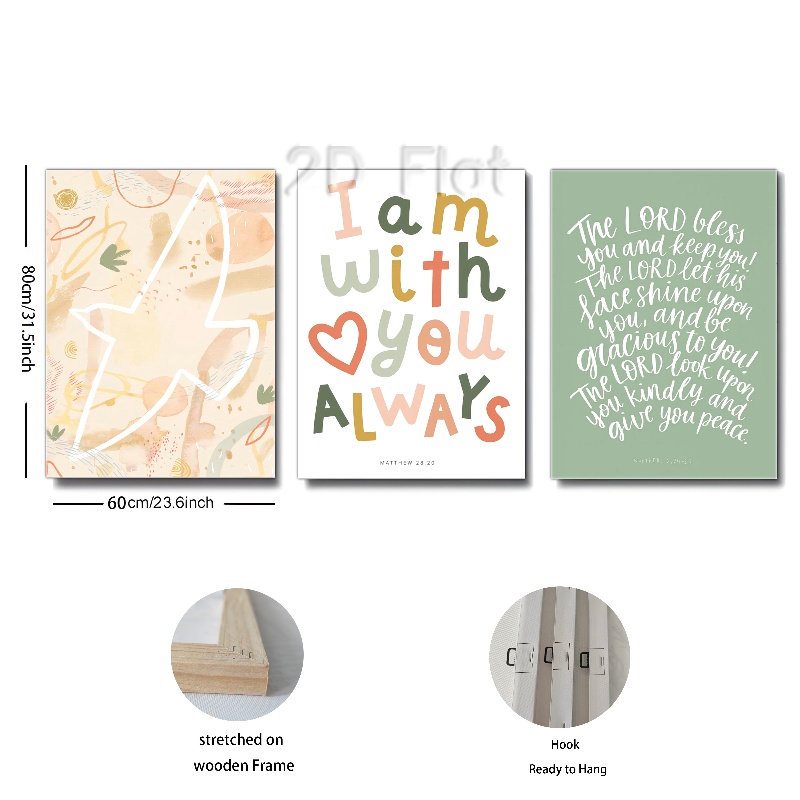 2D Flat
80cm/31.5inch
60cm/23.6inch
I am
with
you
ALWAYS
MATTHEW 28:20
The LORD bless
you and keep you!
The LORD let his
face shine upon
you, and be
gracious to you!
The LORD look upon
you kindly and
give you peace.
stretched on
wooden Frame
Hook
Ready to Hang